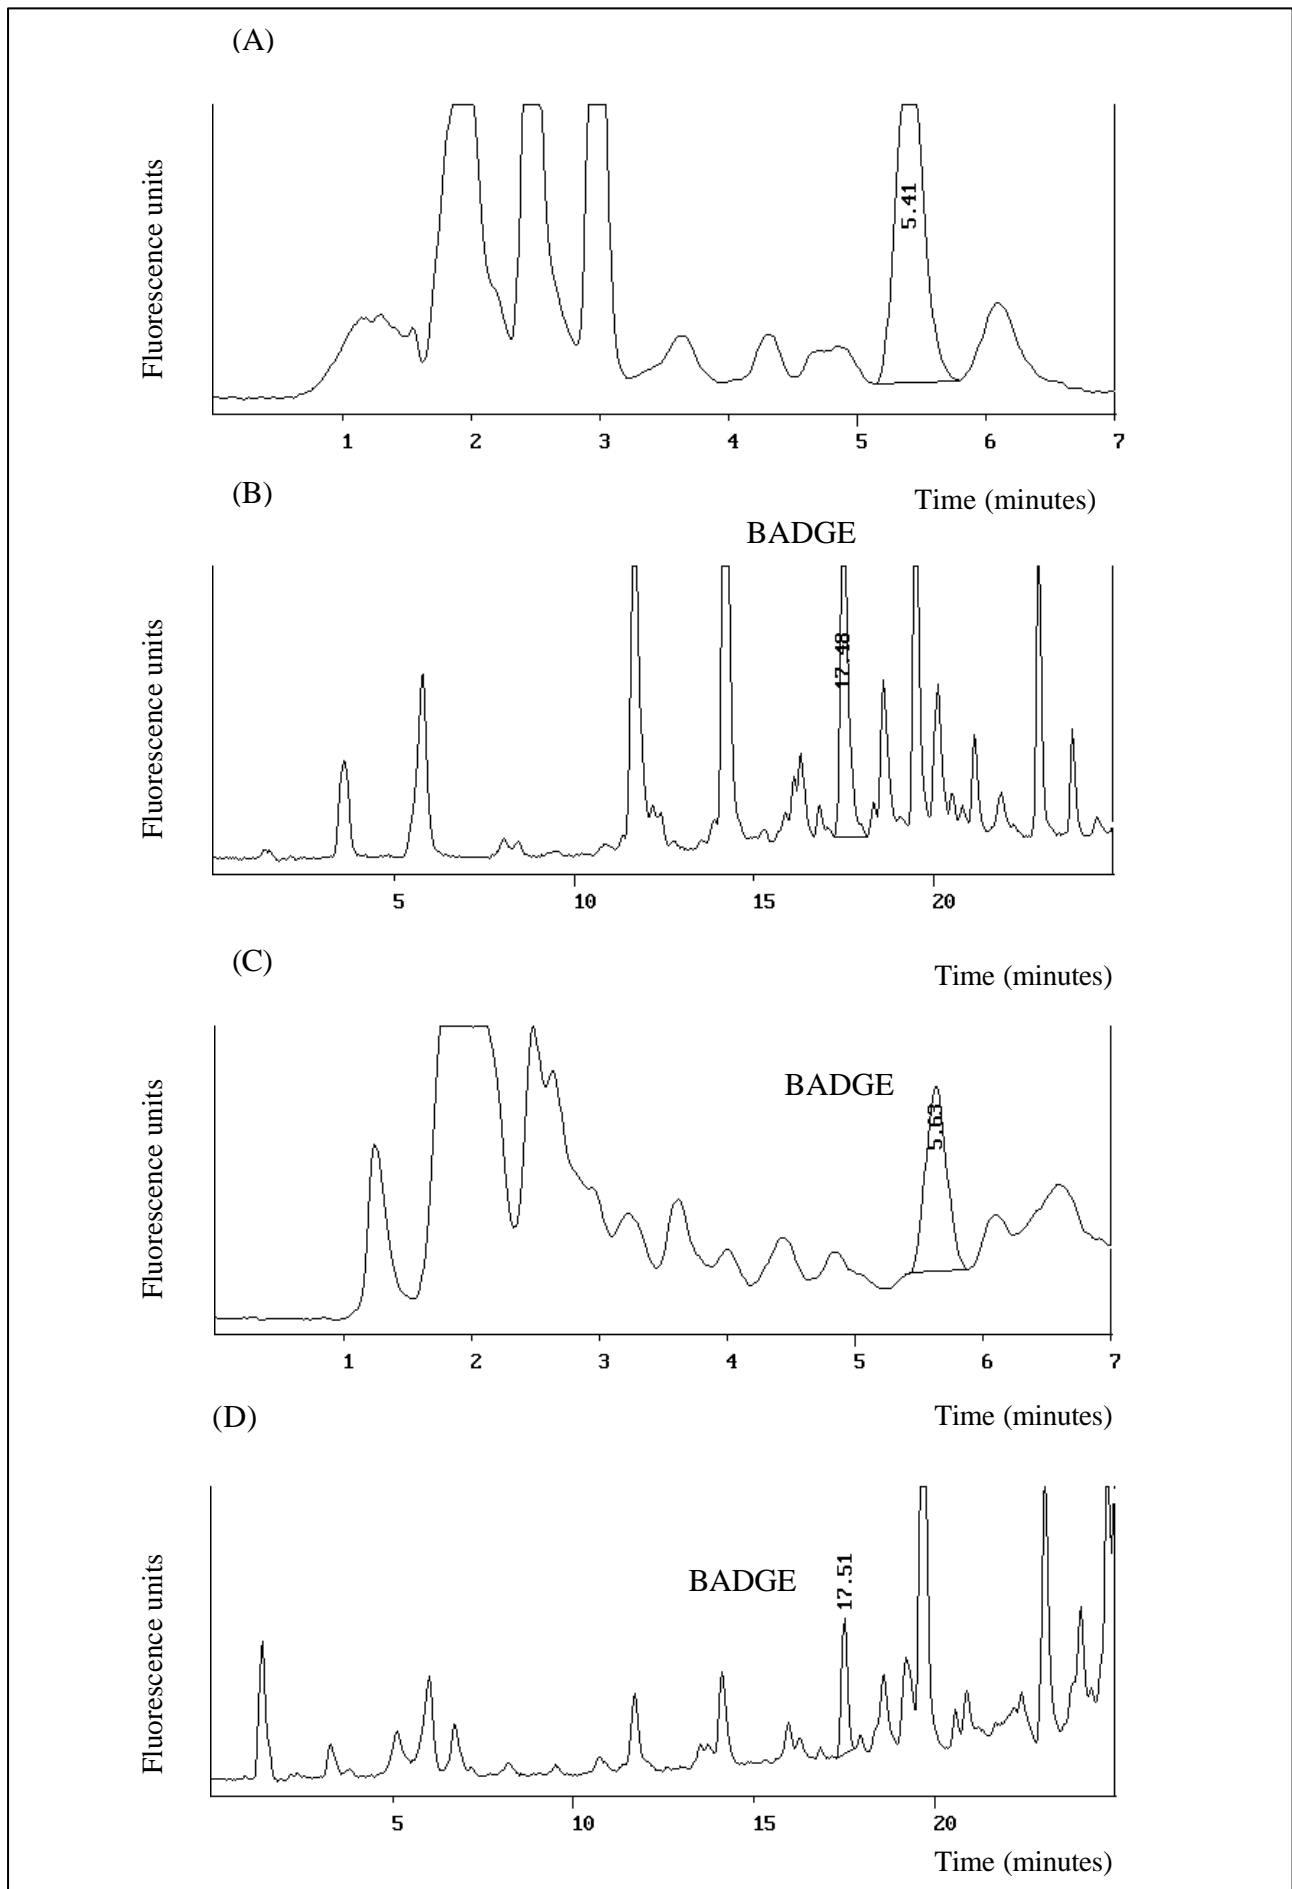 (A)
Fluorescence units
5.41
1 2 3 4 5 6 7
Time (minutes)
(B)
BADGE
Fluorescence units
17.48
5 10 15 20
Time (minutes)
(C)
BADGE
Fluorescence units
5.63
1 2 3 4 5 6 7
Time (minutes)
(D)
BADGE
Fluorescence units
17.51
5 10 15 20
Time (minutes)